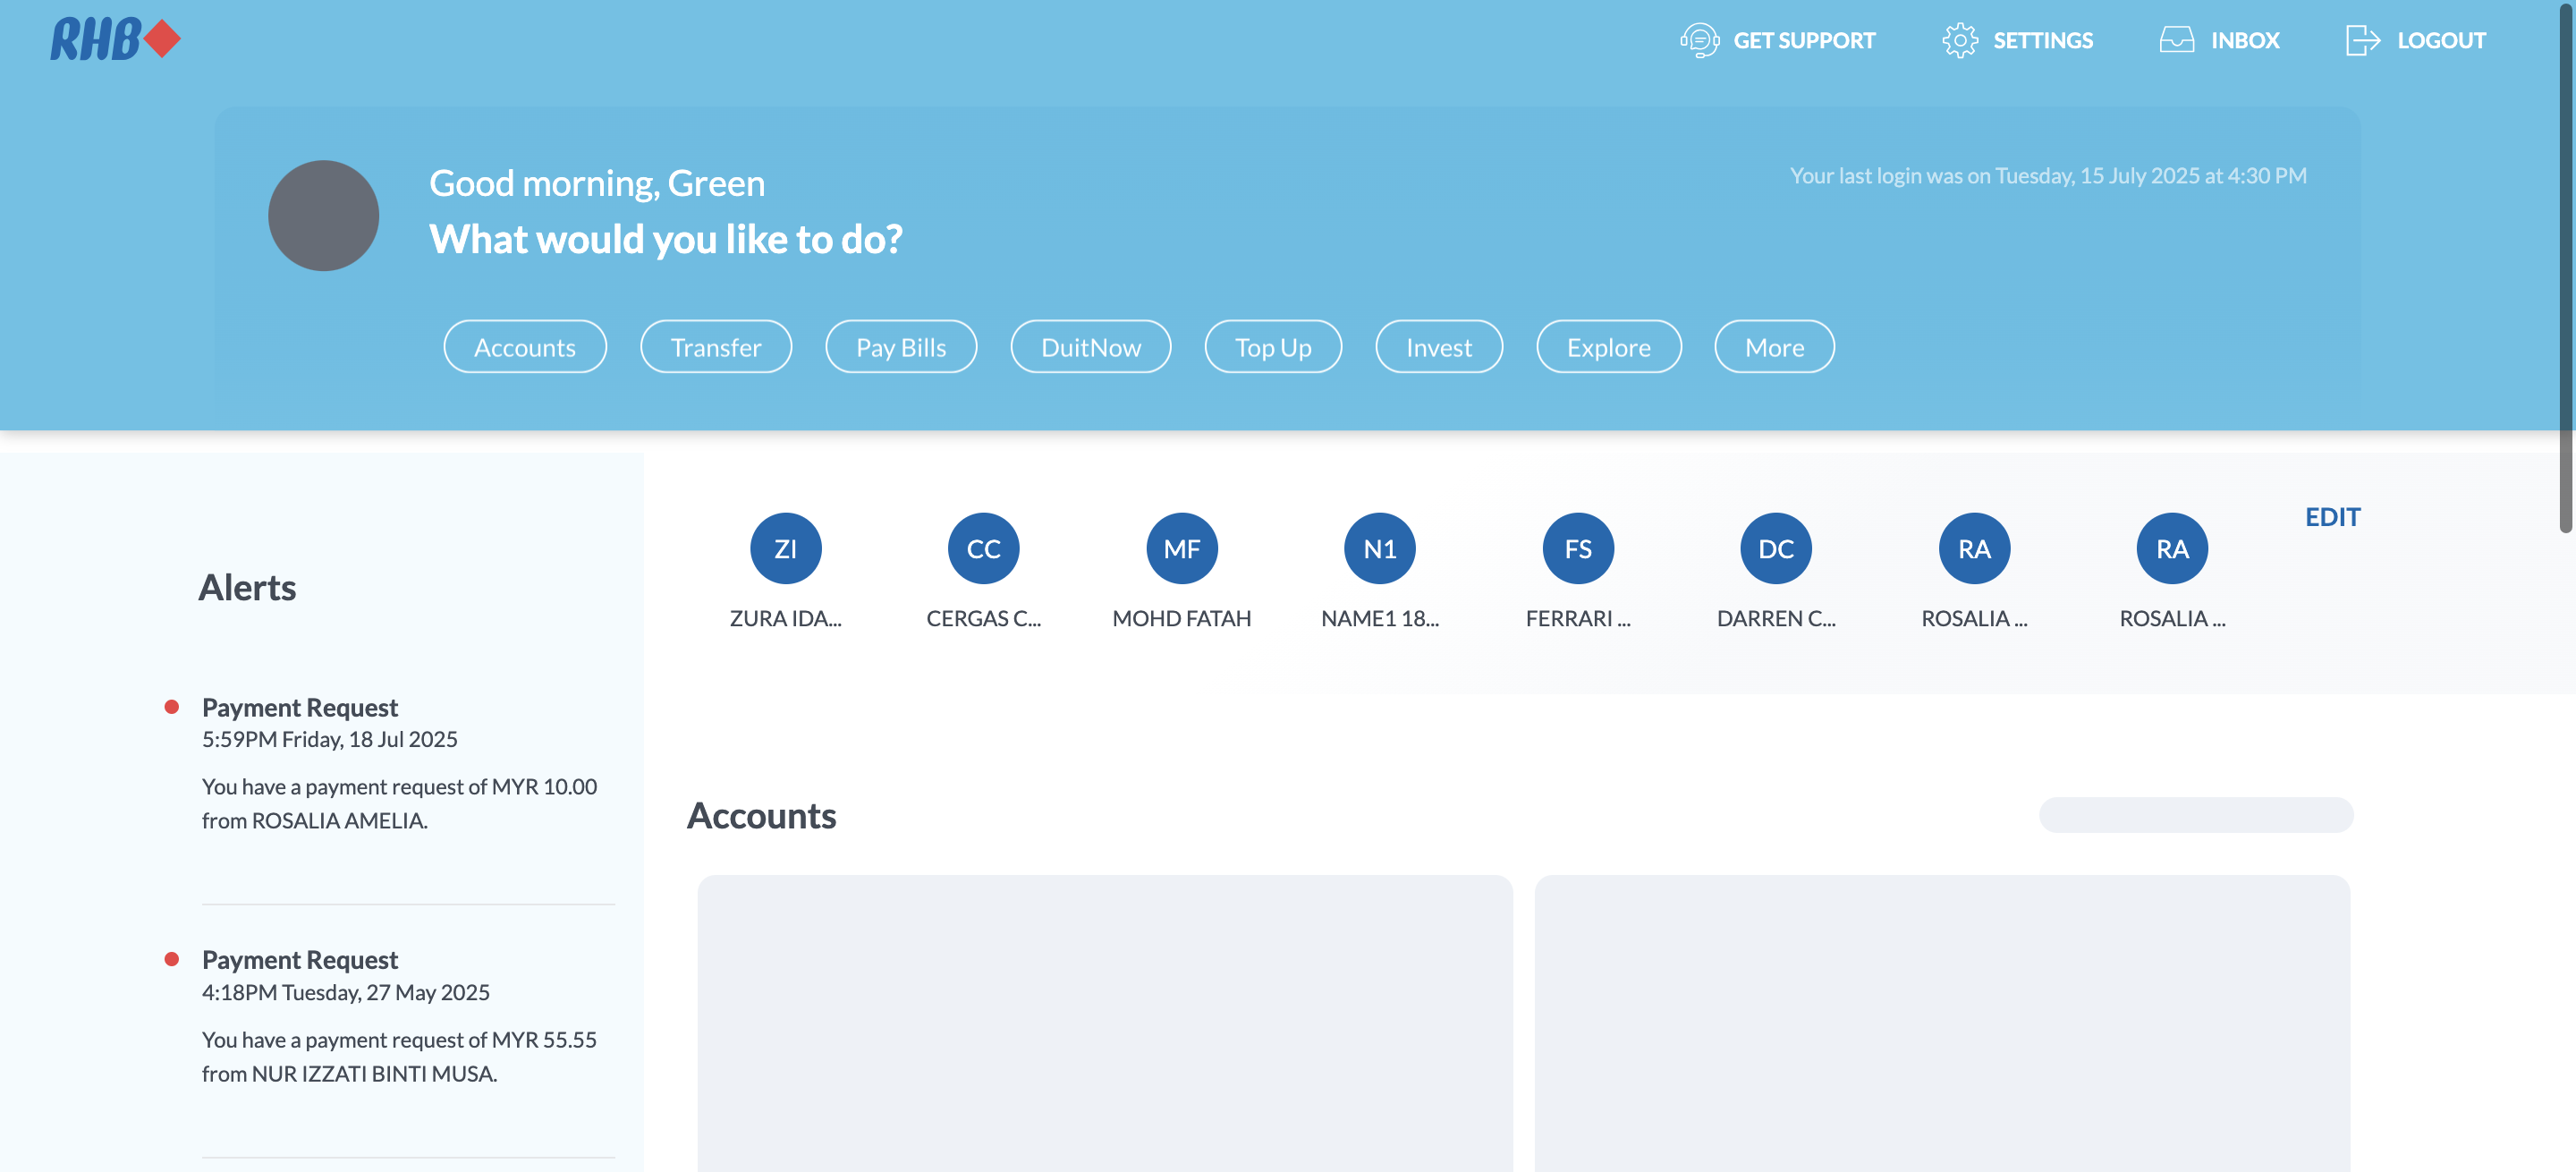 RHB
GET SUPPORT
SETTINGS
INBOX
LOGOUT
Good morning, Green
Your last login was on Tuesday, 15 July 2025 at 4:30 PM
What would you like to do?
Accounts
Transfer
Pay Bills
DuitNow
Top Up
Invest
Explore
More
Alerts
Payment Request
5:59PM Friday, 18 Jul 2025
You have a payment request of MYR 10.00
from ROSALIA AMELIA.
Payment Request
4:18PM Tuesday, 27 May 2025
You have a payment request of MYR 55.55
from NUR IZZATI BINTI MUSA.
ZI
CC
MF
N1
FS
DC
RA
RA
EDIT
ZURA IDA...
CERGAS C...
MOHD FATAH
NAME1 18...
FERRARI ...
DARREN C...
ROSALIA ...
ROSALIA ...
Accounts